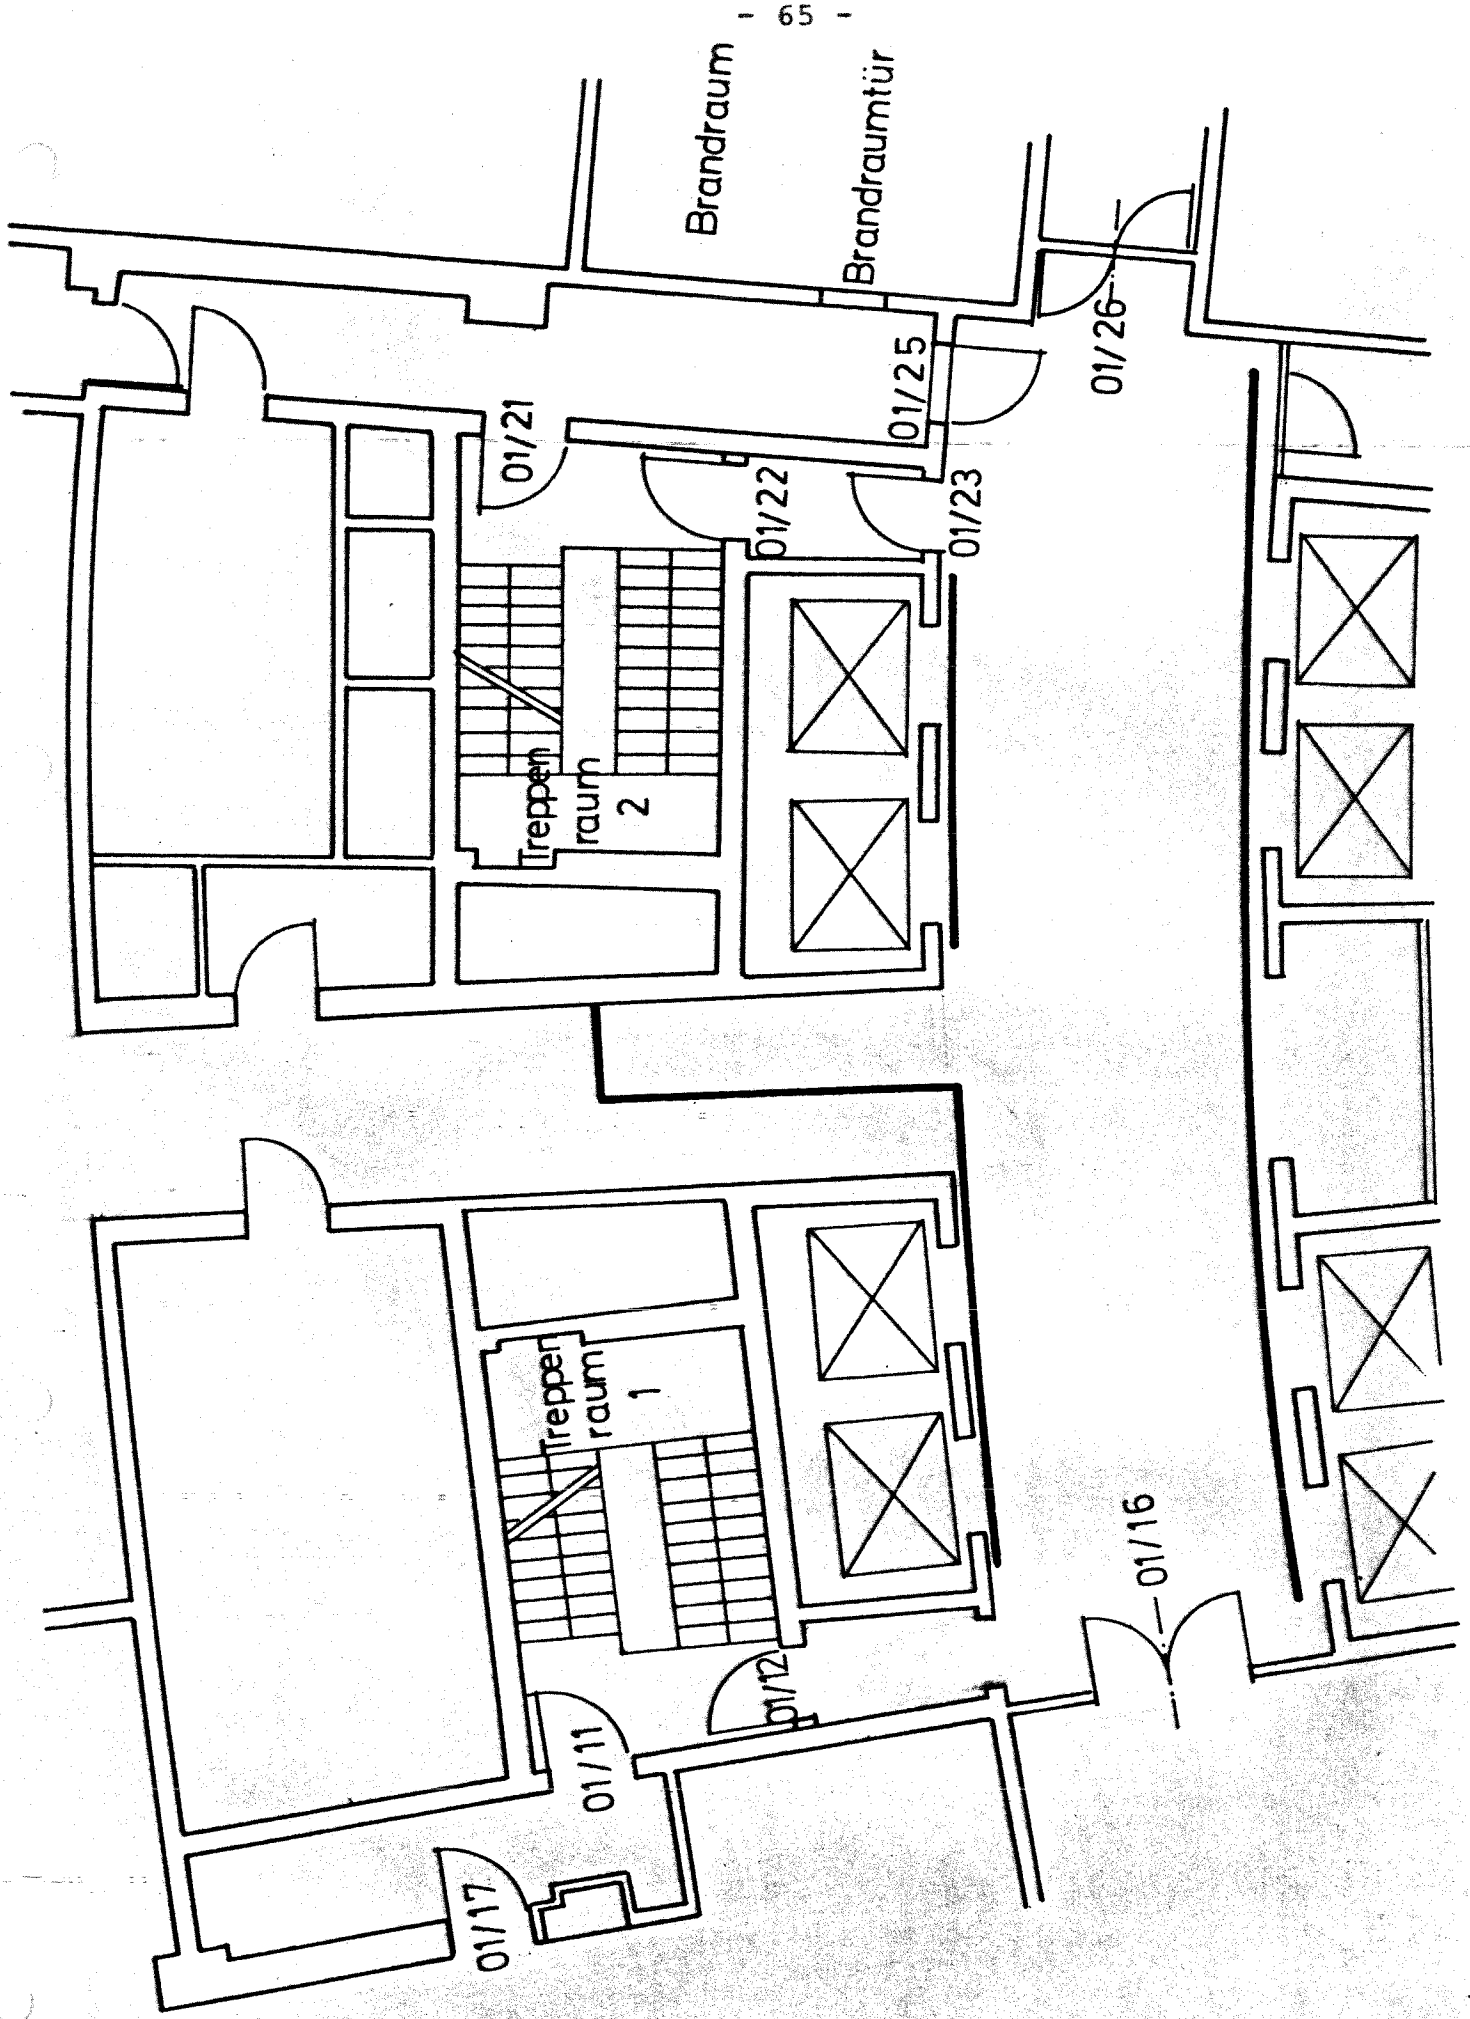 - 65 -
Brandraum
Brandraumtür
01/26
01/25
01/21
01/22
01/23
Treppen
raum
2
Treppen
raum
1
01/16
01/12
01/11
01/17